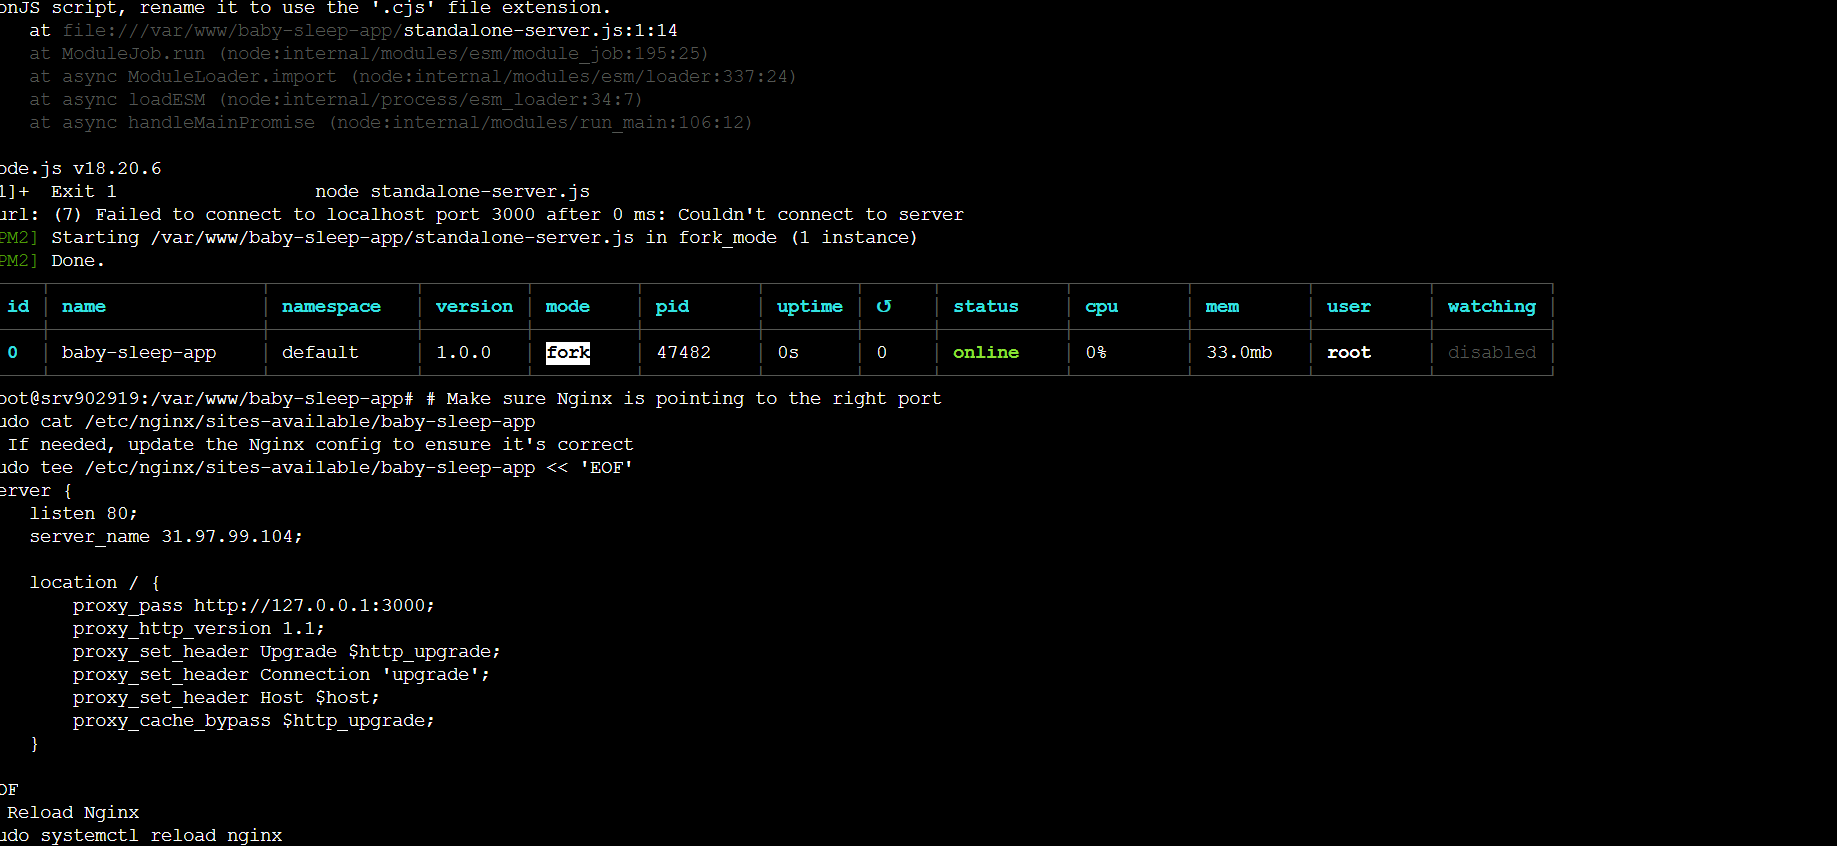 onJS script, rename it to use the '.cjs' file extension.
at file:///var/www/baby-sleep-app/standalone-server.js:1:14
at ModuleJob.run (node:internal/modules/esm/module_job:195:25)
at async ModuleLoader.import (node:internal/modules/esm/loader:337:24)
at async loadESM (node:internal/process/esm_loader:34:7)
at async handleMainPromise (node:internal/modules/run_main:106:12)
ode.js v18.20.6
1]+  Exit 1                  node standalone-server.js
url: (7) Failed to connect to localhost port 3000 after 0 ms: Couldn't connect to server
PM2] Starting /var/www/baby-sleep-app/standalone-server.js in fork_mode (1 instance)
PM2] Done.
id │ name │ namespace │ version │ mode │ pid │ uptime │ ↺ │ status │ cpu │ mem │ user │ watching │
0 │ baby-sleep-app │ default │ 1.0.0 │ fork │ 47482 │ 0s │ 0 │ online │ 0% │ 33.0mb │ root │ disabled │
oot@srv902919:/var/www/baby-sleep-app# # Make sure Nginx is pointing to the right port
udo cat /etc/nginx/sites-available/baby-sleep-app
If needed, update the Nginx config to ensure it's correct
udo tee /etc/nginx/sites-available/baby-sleep-app << 'EOF'
erver {
listen 80;
server_name 31.97.99.104;
location / {
proxy_pass http://127.0.0.1:3000;
proxy_http_version 1.1;
proxy_set_header Upgrade $http_upgrade;
proxy_set_header Connection 'upgrade';
proxy_set_header Host $host;
proxy_cache_bypass $http_upgrade;
}
OF
Reload Nginx
udo systemctl reload nginx